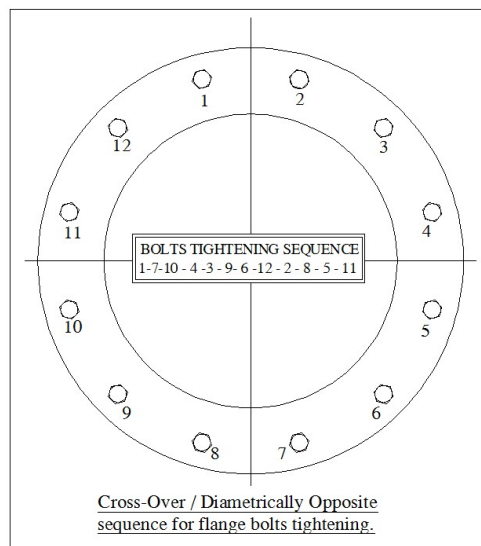 1 2
12 3
11 4
BOLTS TIGHTENING SEQUENCE
1-7-10 - 4 -3 - 9- 6 -12 - 2 - 8 - 5 - 11
10 5
9 6
8 7
Cross-Over / Diametrically Opposite
sequence for flange bolts tightening.